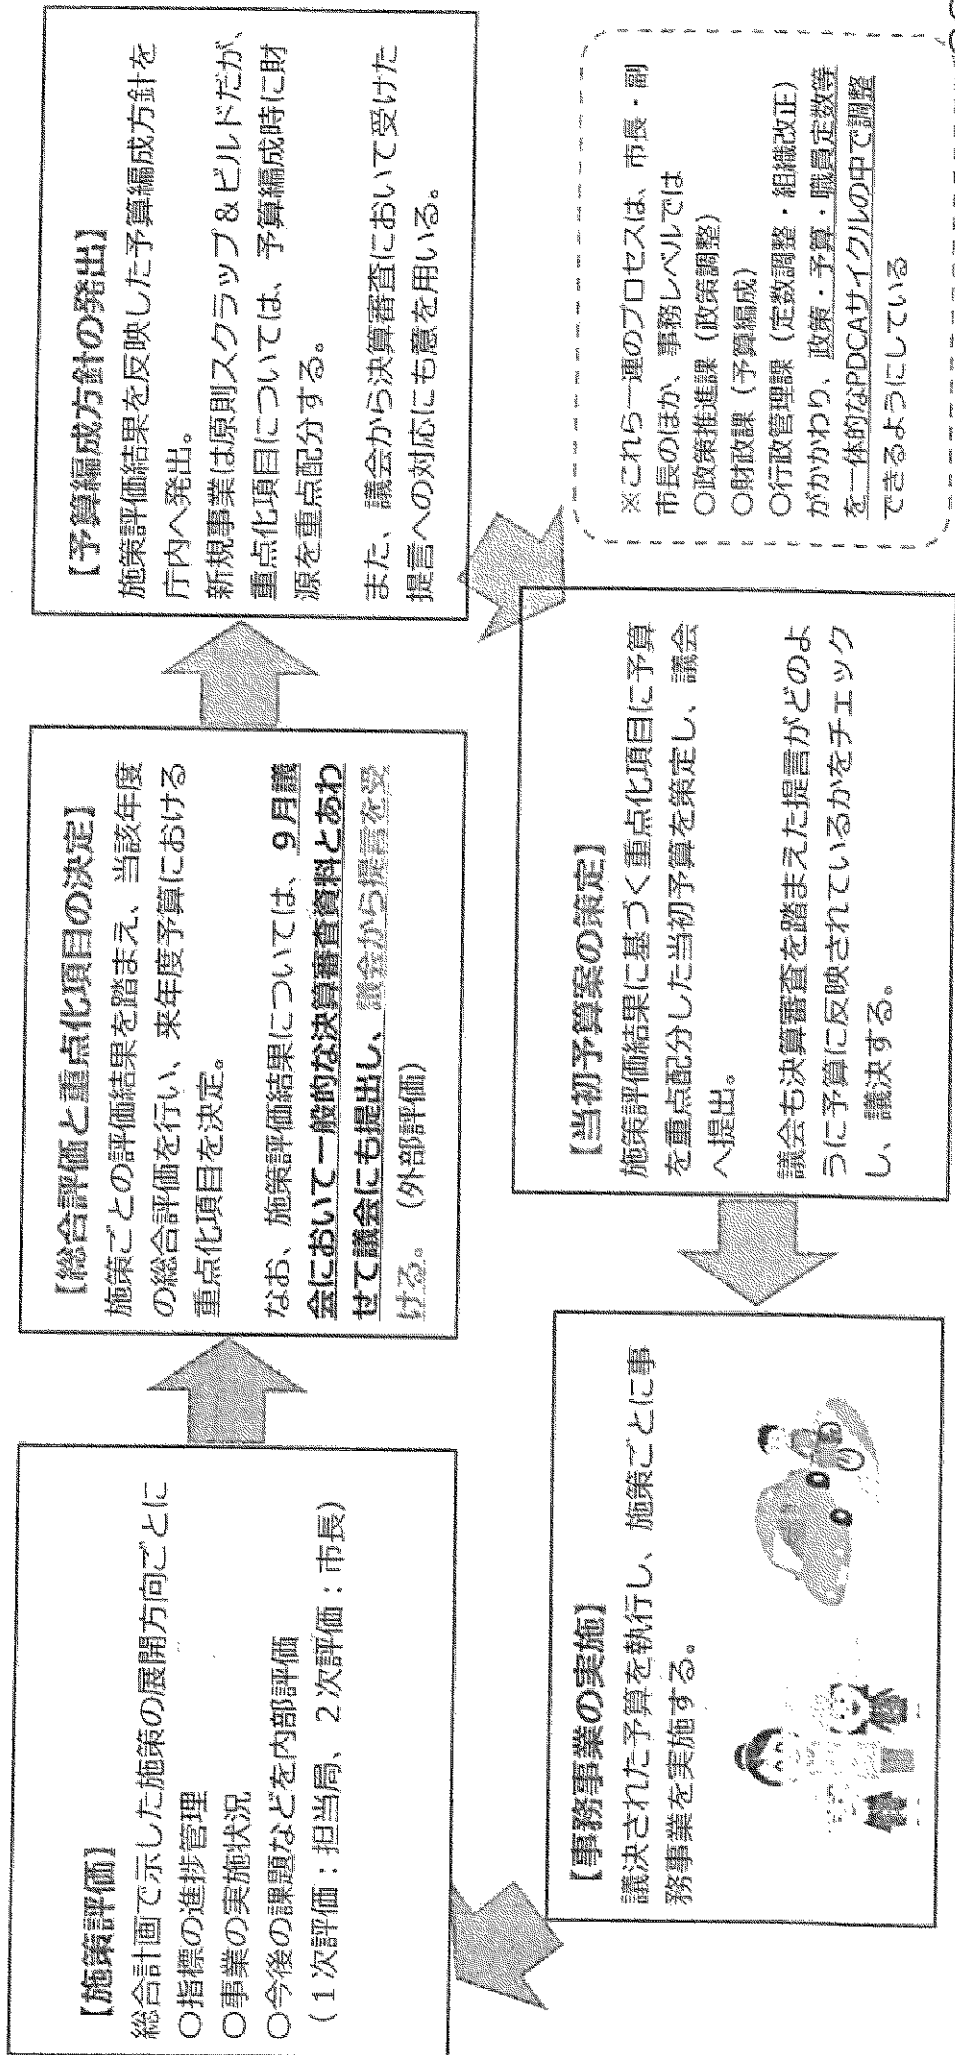 【施策評価】
総合計画で示した施策の展開方向ごとに
○指標の進捗管理
○事業の実施状況
○今後の課題などを内部評価
(1次評価：担当局、2次評価：市長)
【総合評価と重点化項目の決定】
施策ごとの評価結果を踏まえ、当該年度
の総合評価を行い、来年度予算における
重点化項目を決定。
なお、施策評価結果については、9月議
会において一般的な決算審査資料とあわ
せて議会にも提出し、議会から提言を受
ける。（外部評価）
【予算編成方針の発出】
施策評価結果を反映した予算編成方針を
庁内へ発出。
新規事業は原則スクラップ＆ビルドだが、
重点化項目については、予算編成時に財
源を重点配分する。
また、議会から決算審査において受けた
提言への対応にも意を用いる。
【事務事業の実施】
議決された予算を執行し、施策ごとに事
務事業を実施する。
【当初予算案の策定】
施策評価結果に基づく重点化項目に予算
を重点配分した当初予算を策定し、議会
へ提出。
議会も決算審査を踏まえた提言がどのよ
うに予算に反映されているかをチェック
し、議決する。
※これら一連のプロセスは、市長・副
市長のほか、事務レベルでは
○政策推進課（政策調整）
○財政課（予算編成）
○行政管理課（定数調整・組織改正）
がかかわり、政策・予算・職員定数等
を一体的なPDCAサイクルの中で調整
できるようにしている